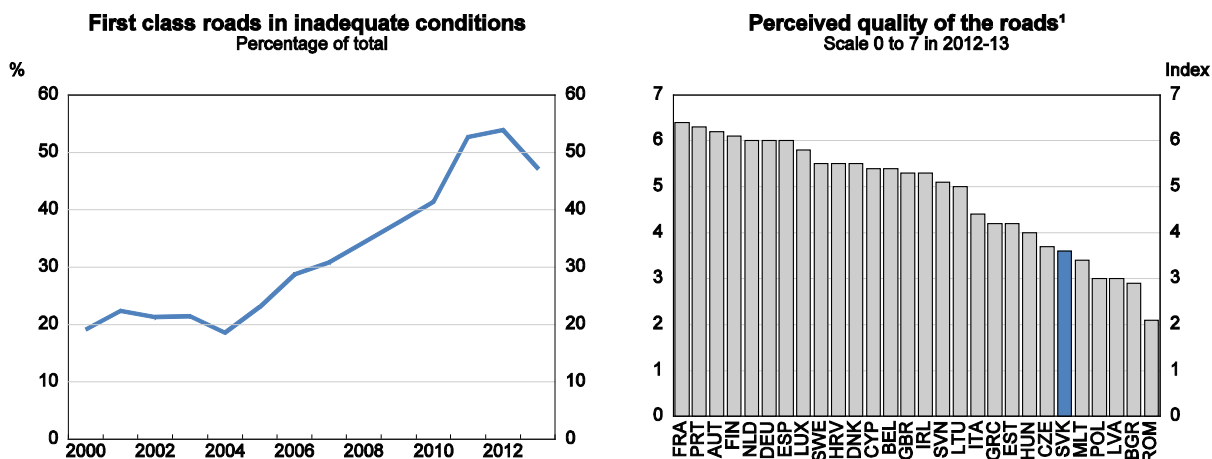 First class roads in inadequate conditions
Percentage of total
%
60 60
50 50
40 40
30 30
20 20
10 10
0 0
2000 2002 2004 2006 2008 2010 2012
Perceived quality of the roads¹
Scale 0 to 7 in 2012-13
Index
7 7
6 6
5 5
4 4
3 3
2 2
1 1
0 0
FRA PRT AUT FIN NLD DEU ESP LUX SWE HRV DNK CYP BEL GBR IRL SVN LTU ITA GRC EST HUN CZE SVK MLT POL LVA BGR ROM